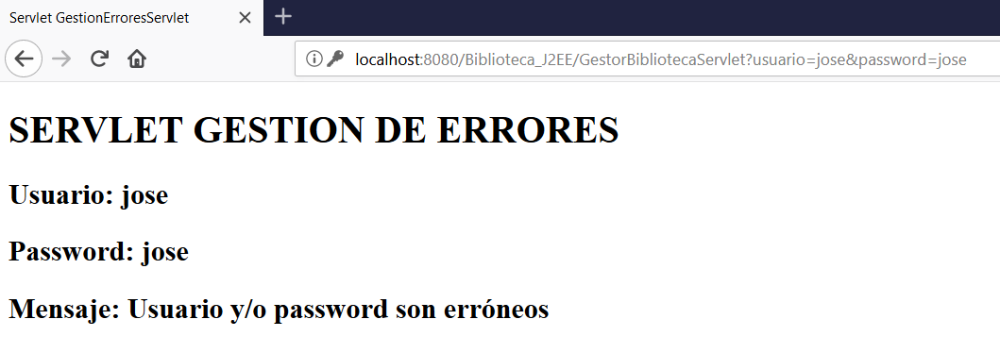 Servlet GestionErroresServlet
localhost:8080/Biblioteca_J2EE/GestorBibliotecaServlet?usuario=jose&password=jose
SERVLET GESTION DE ERRORES
Usuario: jose
Password: jose
Mensaje: Usuario y/o password son erróneos